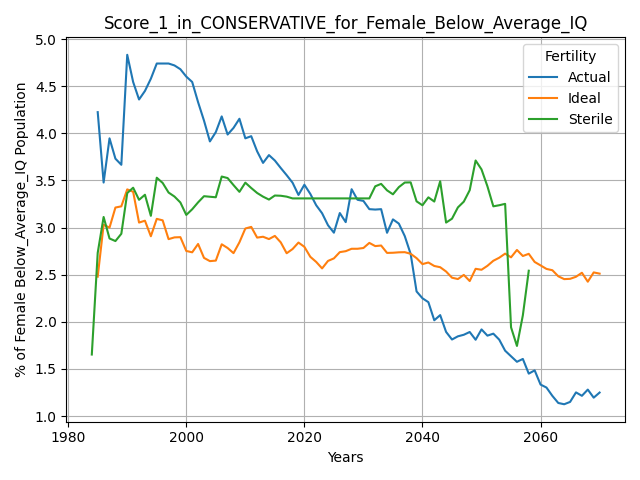 Score_1_in_CONSERVATIVE_for_Female_Below_Average_IQ
% of Female Below_Average_IQ Population
5.0
4.5
4.0
3.5
3.0
2.5
2.0
1.5
1.0
Fertility
Actual
Ideal
Sterile
1980
2000
2020
2040
2060
Years